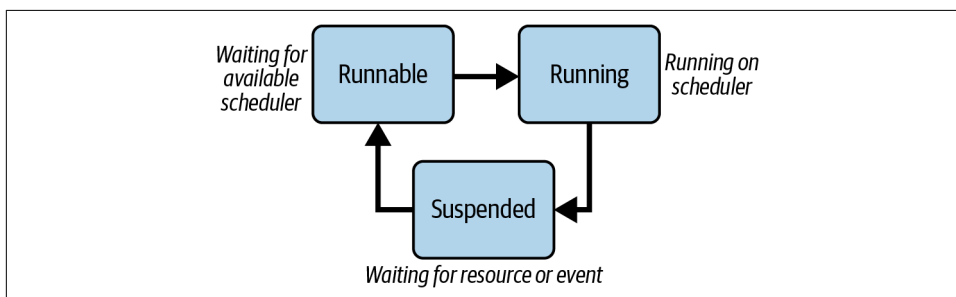 Waiting for
available
scheduler
Runnable
Running
Running on
scheduler
Suspended
Waiting for resource or event